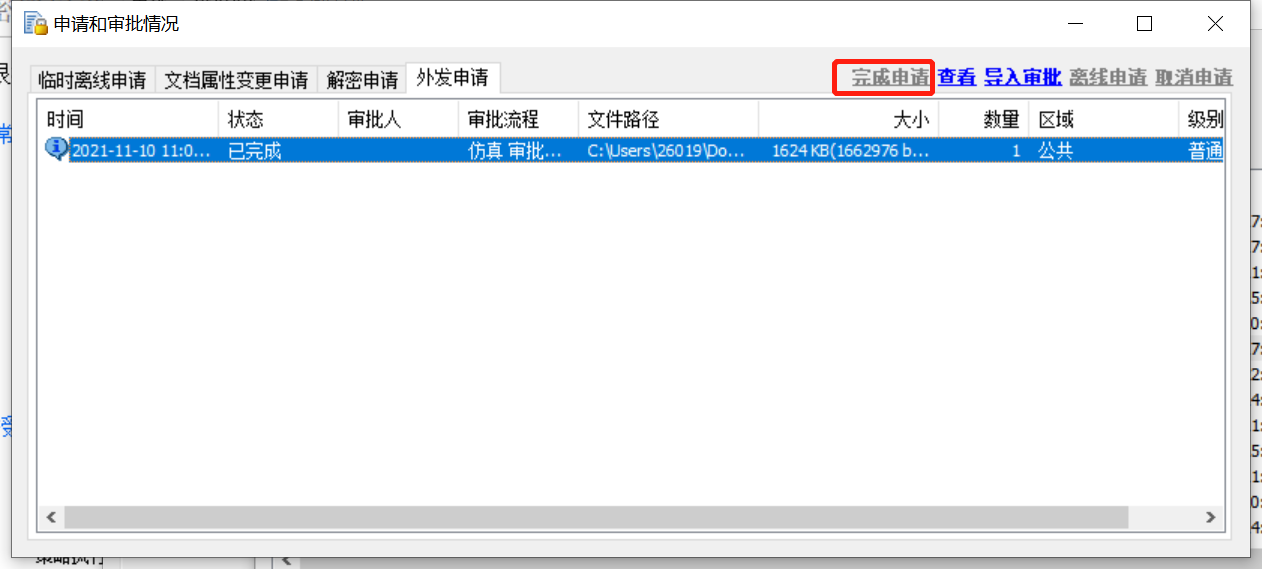 申请和审批情况
临时离线申请 文档属性变更申请 解密申请 外发申请 完成申请 查看 导入审批 离线申请 取消申请
时间 状态 审批人 审批流程 文件路径 大小 数量 区域 级别
2021-11-10 11:0... 已完成 仿真 审批... C:\Users\26019\Do... 1624 KB(1662976 b... 1 公共 普通